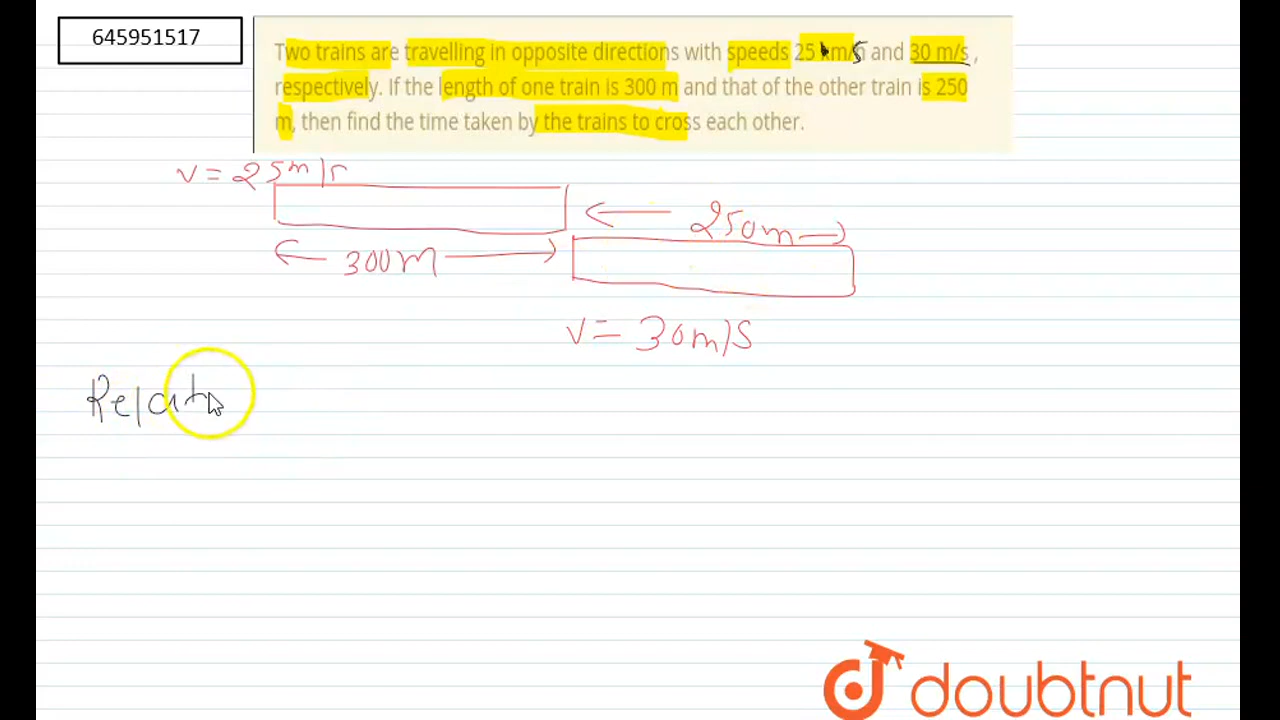 645951517
Two trains are travelling in opposite directions with speeds 25 km/s and 30 m/s ,
respectively. If the length of one train is 300 m and that of the other train is 250
m, then find the time taken by the trains to cross each other.
v = 25m/s
250m
300m
v = 30m/s
Relat
doubtnut